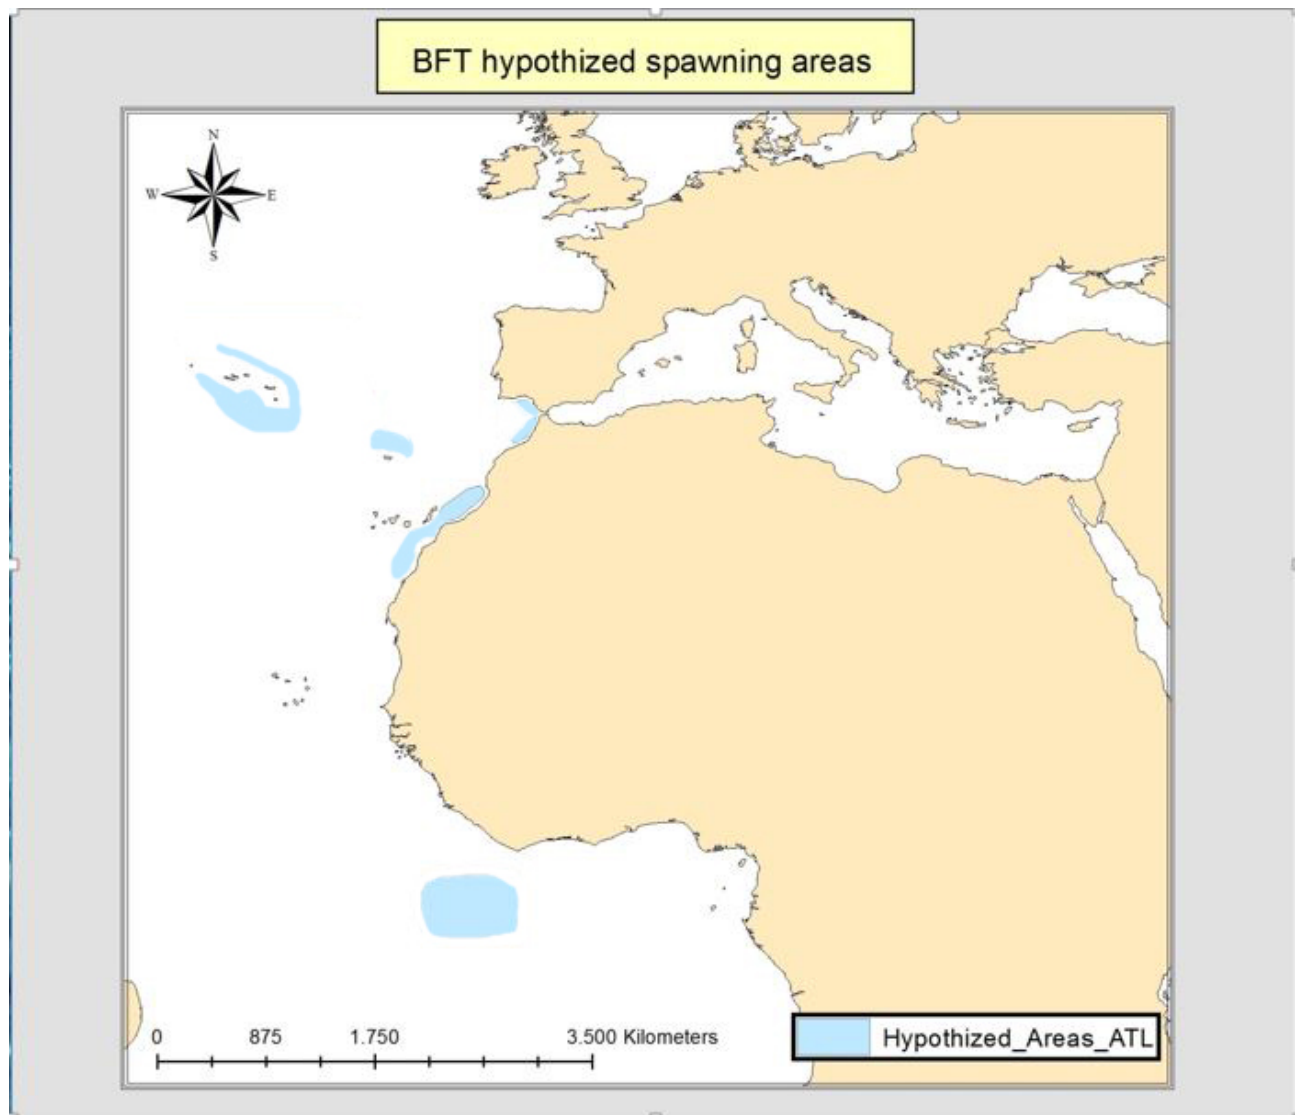 BFT hypothized spawning areas
N
W E
S
0 875 1.750 3.500 Kilometers
Hypothized_Areas_ATL